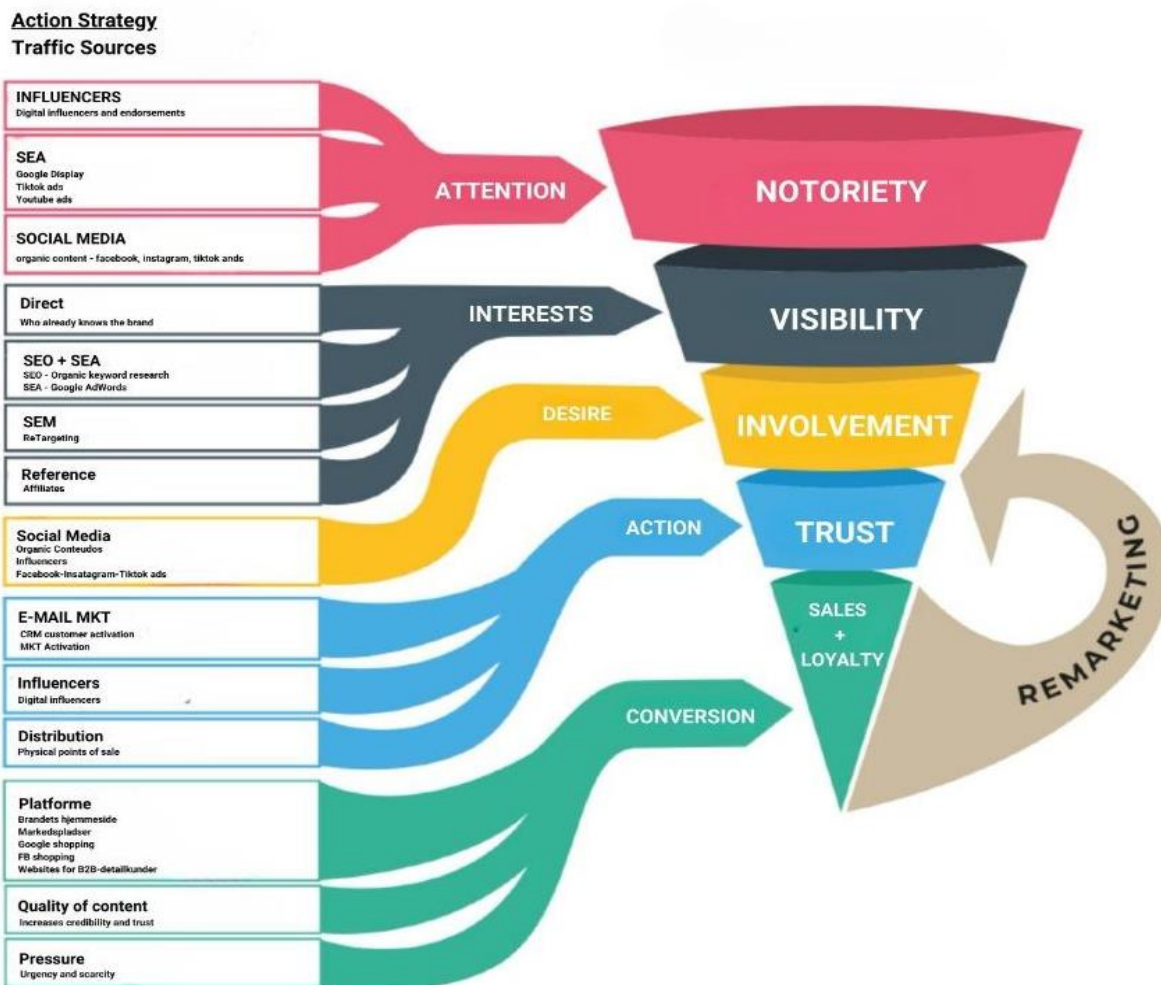 Action Strategy
Traffic Sources
INFLUENCERS
Digital influencers and endorsements
SEA
Google Display
Tiktok ads
Youtube ads
SOCIAL MEDIA
organic content - facebook, instagram, tiktok ands
ATTENTION
NOTORIETY
Direct
Who already knows the brand
SEO + SEA
SEO - Organic keyword research
SEA - Google AdWords
SEM
ReTargeting
Reference
Affiliates
INTERESTS
VISIBILITY
Social Media
Organic Conteudos
Influencers
Facebook-Insatagram-Tiktok ads
DESIRE
INVOLVEMENT
E-MAIL MKT
CRM customer activation
MKT Activation
Influencers
Digital influencers
Distribution
Physical points of sale
ACTION
TRUST
Platforme
Brandets hjemmeside
Markedspladser
Google shopping
FB shopping
Websites for B2B-detailkunder
Quality of content
Increases credibility and trust
Pressure
Urgency and scarcity
CONVERSION
SALES
+
LOYALTY
REMARKETING